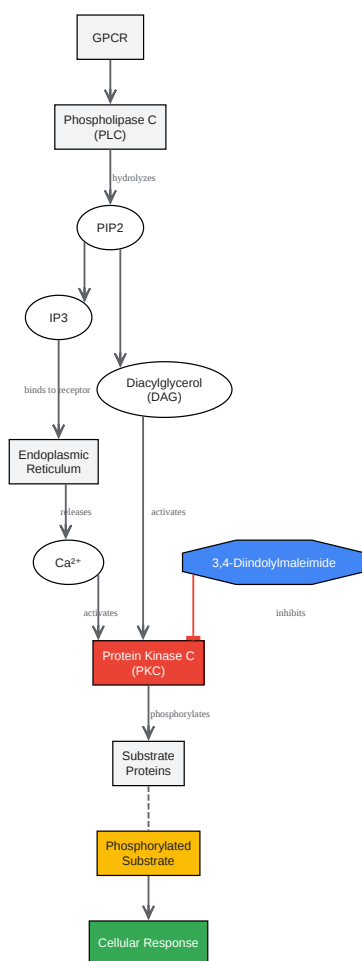 GPCR
Phospholipase C
(PLC)
hydrolyzes
PIP2
IP3
Diacylglycerol
(DAG)
binds to receptor
Endoplasmic
Reticulum
releases
activates
Ca²⁺
3,4-Diindolylmaleimide
activates
inhibits
Protein Kinase C
(PKC)
phosphorylates
Substrate
Proteins
Phosphorylated
Substrate
Cellular Response